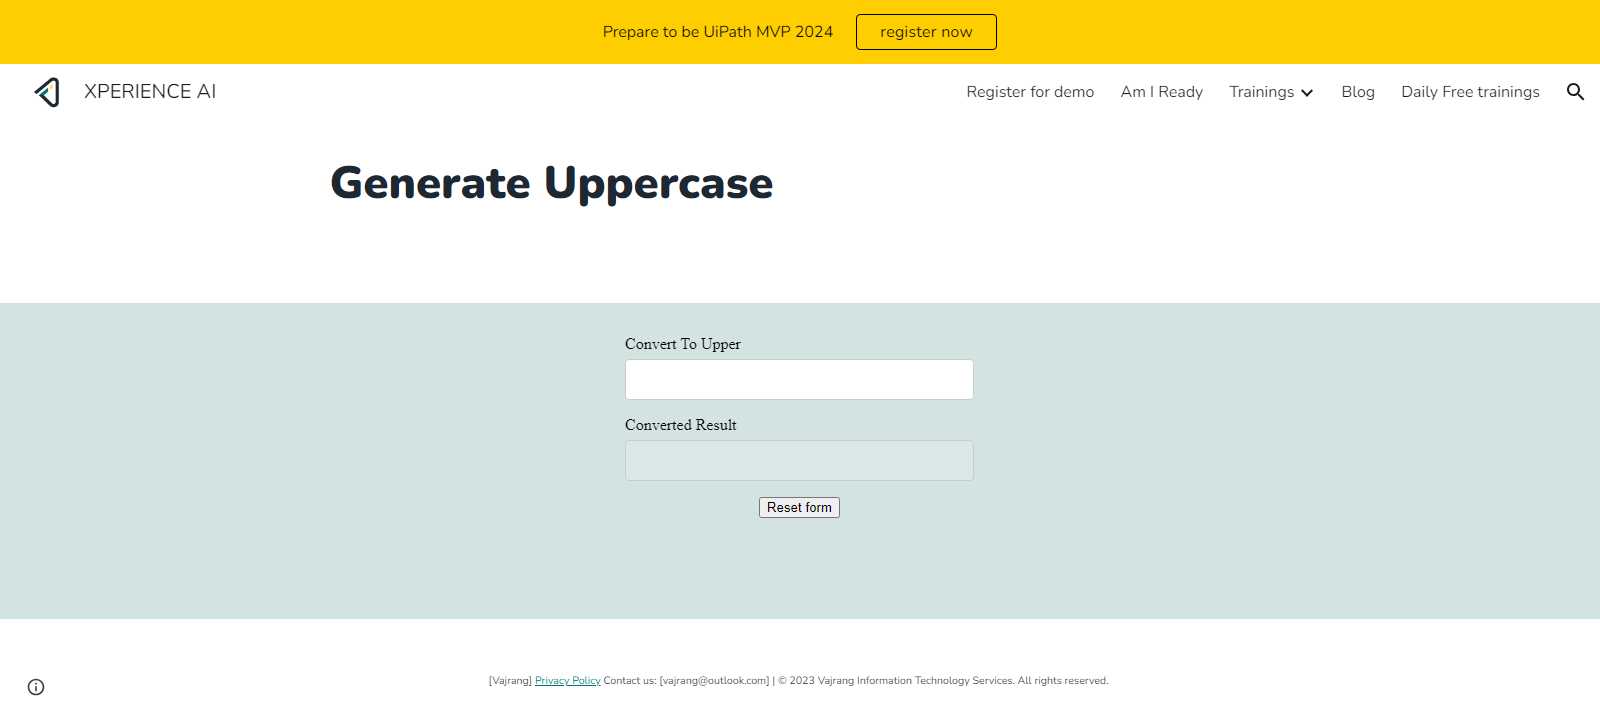 Prepare to be UiPath MVP 2024 register now
XPERIENCE AI Register for demo Am I Ready Trainings Blog Daily Free trainings
Generate Uppercase
Convert To Upper
Converted Result
Reset form
[Vajrang] Privacy Policy Contact us: [vajrang@outlook.com] | © 2023 Vajrang Information Technology Services. All rights reserved.